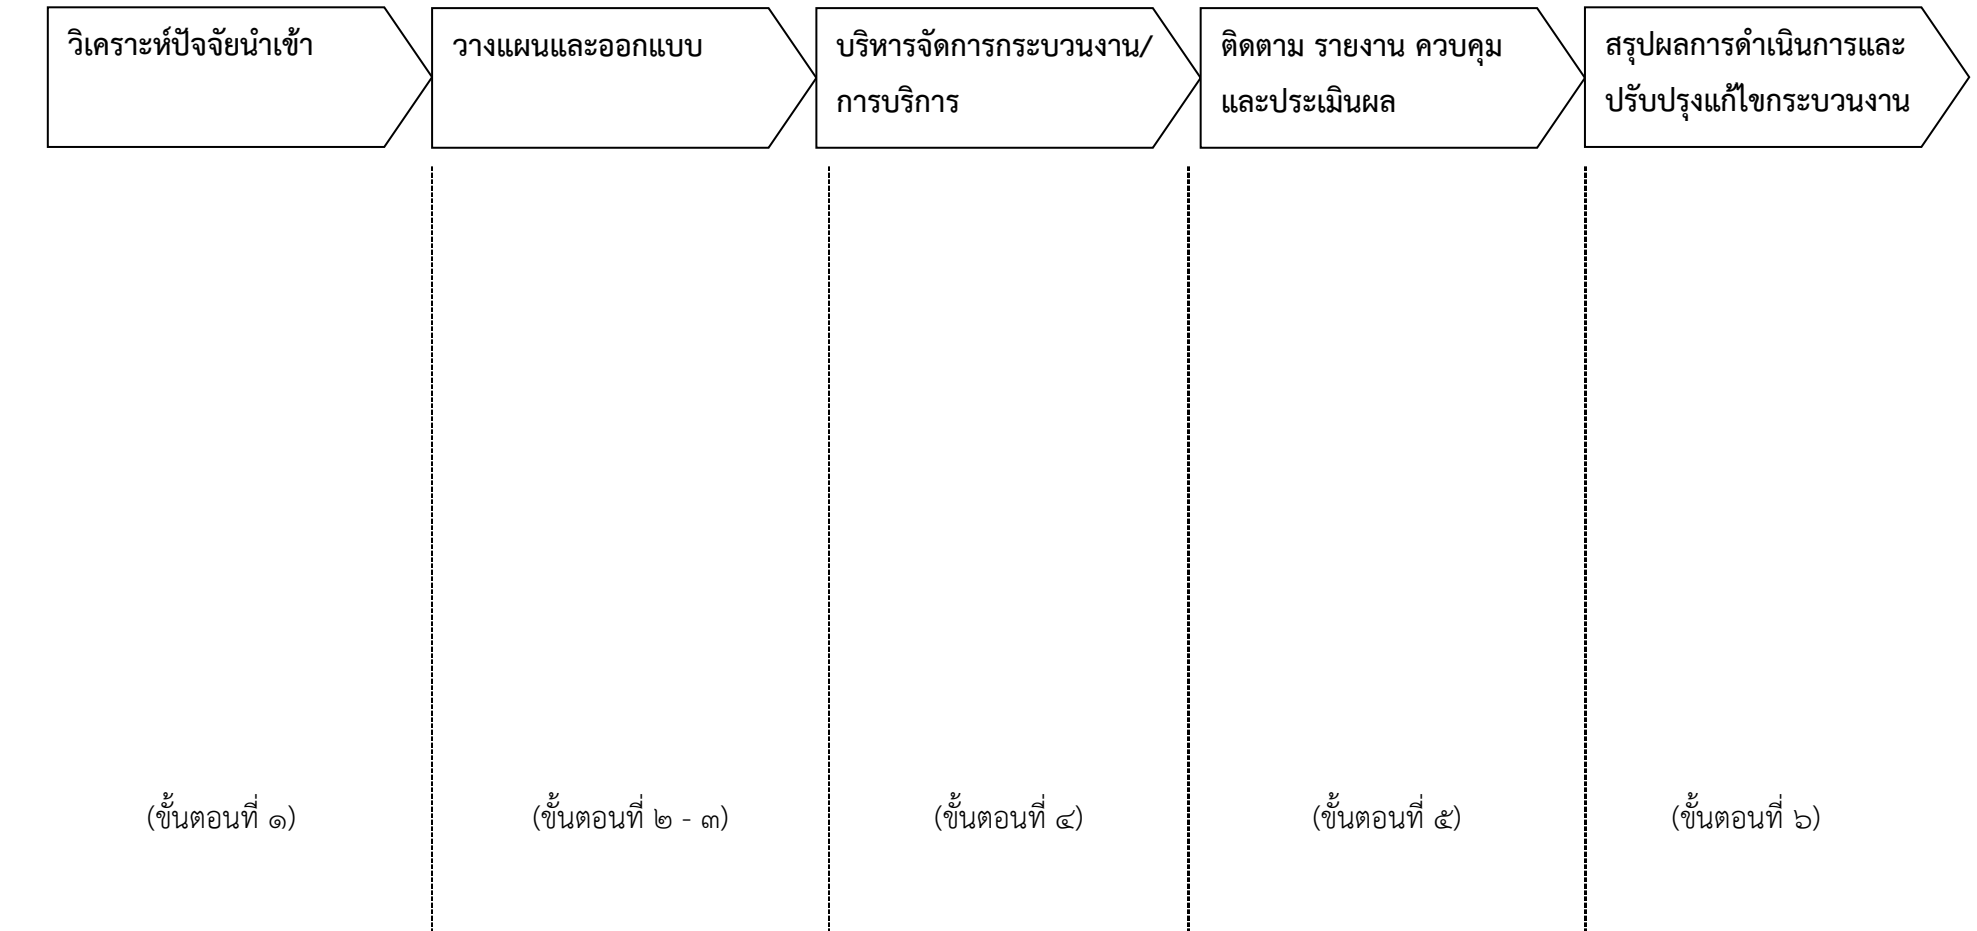 วิเคราะห์ปัจจัยนำเข้า
วางแผนและออกแบบ
บริหารจัดการกระบวนงาน/
การบริการ
ติดตาม รายงาน ควบคุม
และประเมินผล
สรุปผลการดำเนินการและ
ปรับปรุงแก้ไขกระบวนงาน
(ขั้นตอนที่ ๑)
(ขั้นตอนที่ ๒ - ๓)
(ขั้นตอนที่ ๔)
(ขั้นตอนที่ ๕)
(ขั้นตอนที่ ๖)